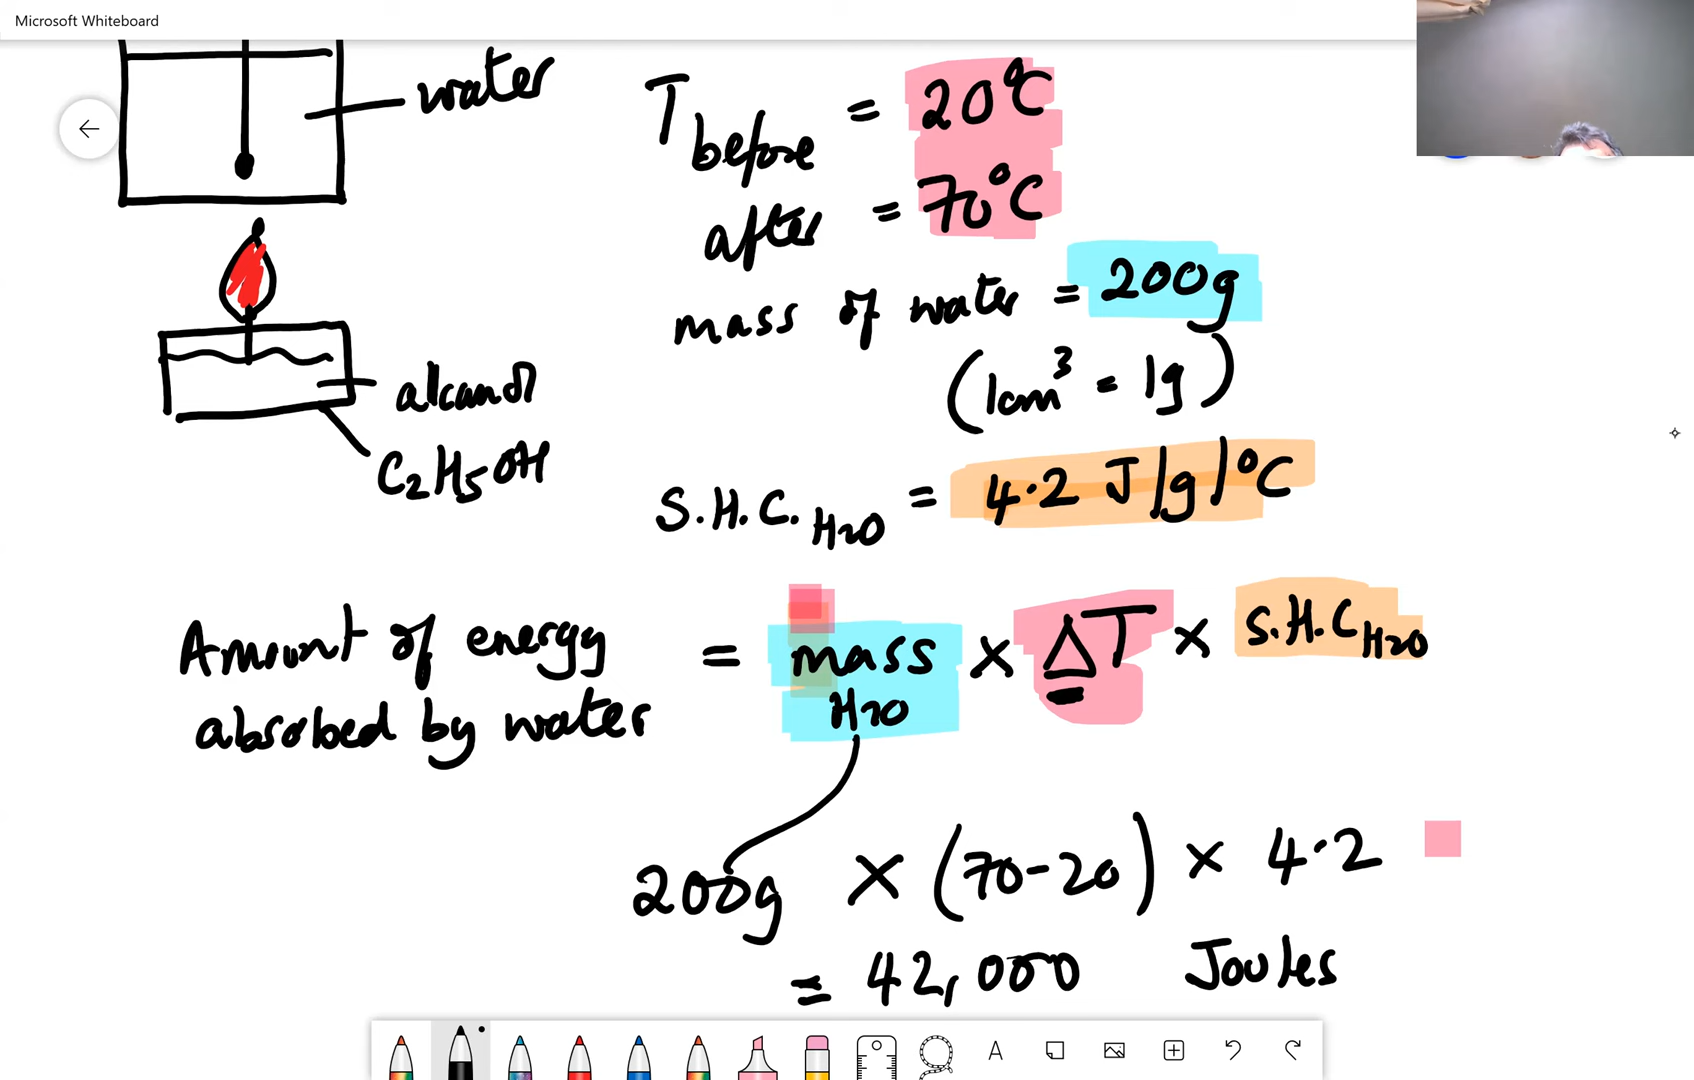 Microsoft Whiteboard
water
T before = 20°C
after = 70°C
mass of water = 200g
(1cm³ = 1g)
alcanol
C₂H₅OH
S.H.C. H₂O = 4.2 J/g/°C
Amount of energy absorbed by water = mass H₂O × ΔT × S.H.C H₂O
200g × (70-20) × 4.2
= 42,000 Joules
A